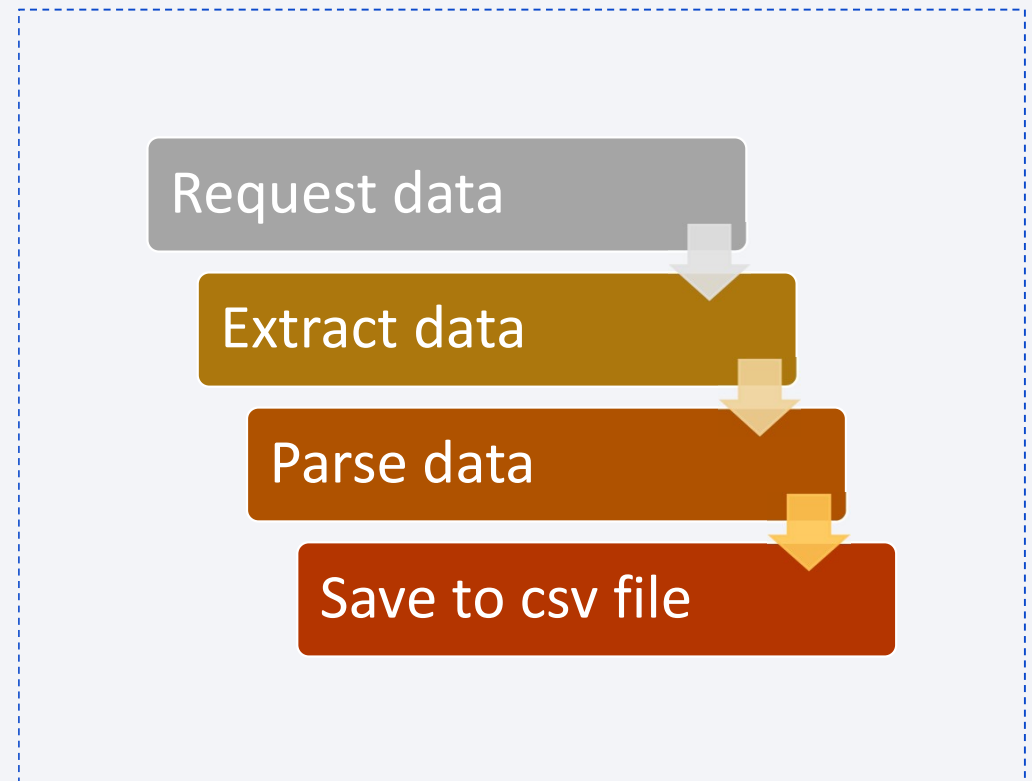 Request data
Extract data
Parse data
Save to csv file